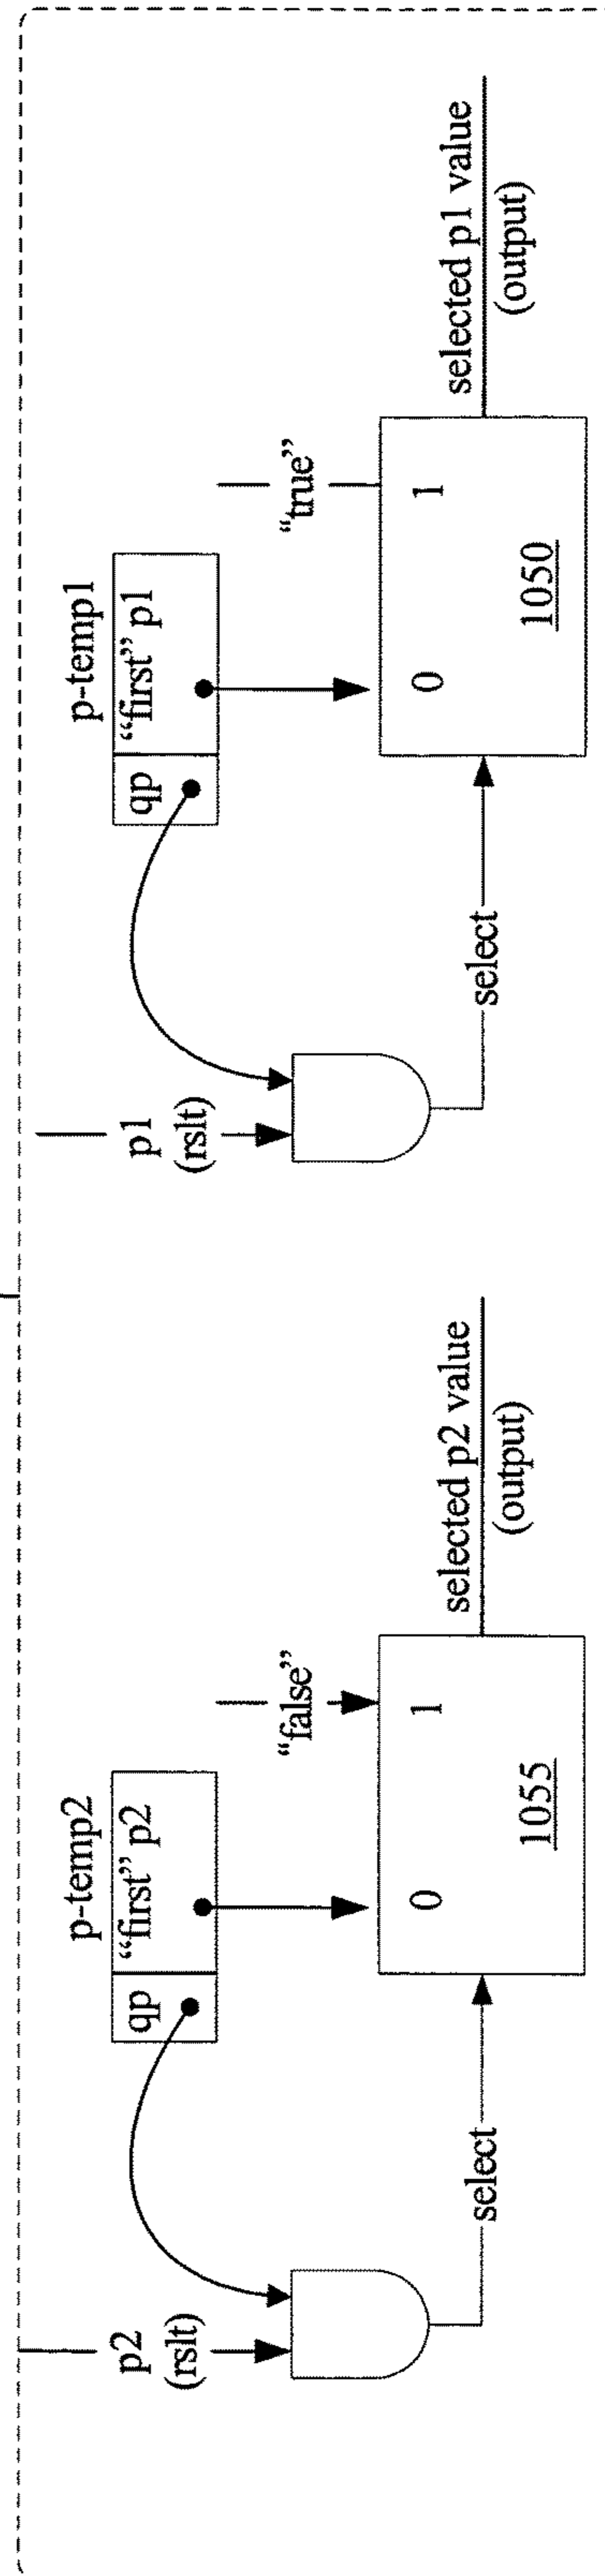 p2
(rslt)
select
p-temp2
qp
“first” p2
“false”
0
1
1055
selected p2 value
(output)
p1
(rslt)
select
p-temp1
qp
“first” p1
“true”
0
1
1050
selected p1 value
(output)